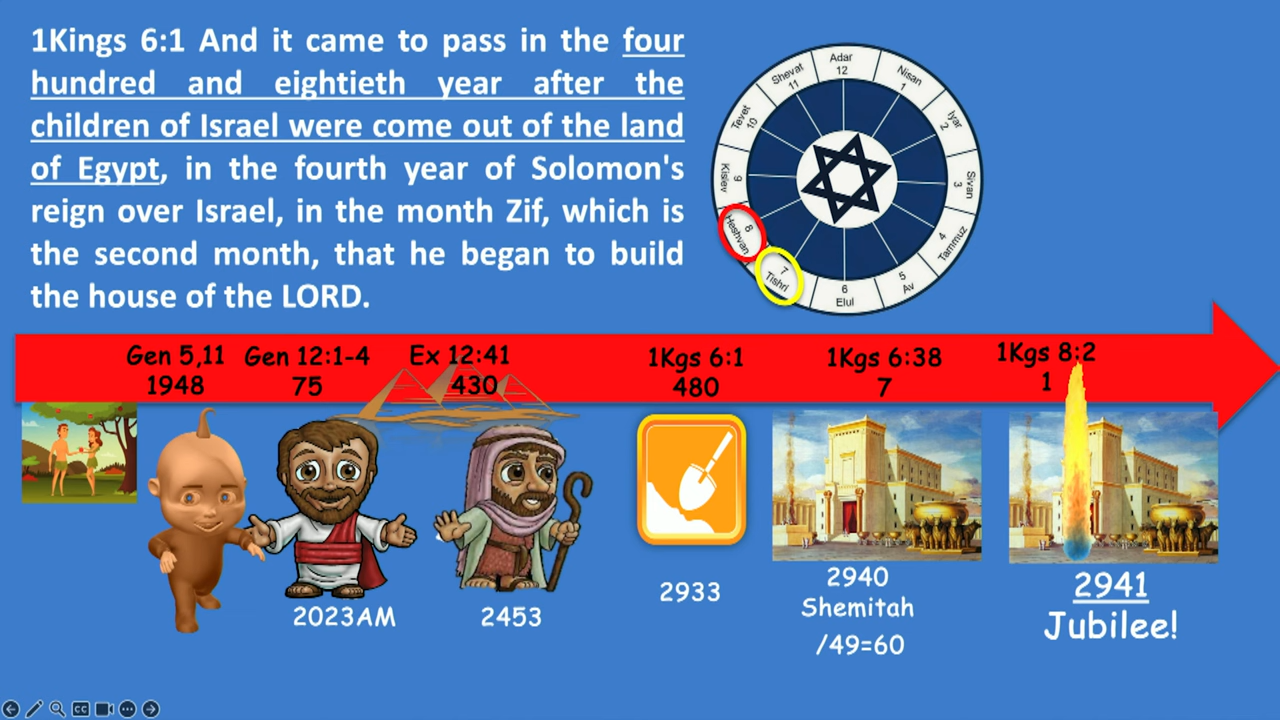 1Kings 6:1 And it came to pass in the four
hundred and eightieth year after the
children of Israel were come out of the land
of Egypt, in the fourth year of Solomon's
reign over Israel, in the month Zif, which is
the second month, that he began to build
the house of the LORD.
Adar
12
Nisan
1
Iyar
2
Sivan
3
Tammuz
4
Av
5
Elul
6
Tishri
7
Heshvan
8
Kislev
9
Tevet
10
Shevat
11
Gen 5,11
1948
Gen 12:1-4
75
Ex 12:41
430
1Kgs 6:1
480
1Kgs 6:38
7
1Kgs 8:2
1
2023AM
2453
2933
2940
Shemitah
/49=60
2941
Jubilee!
CC